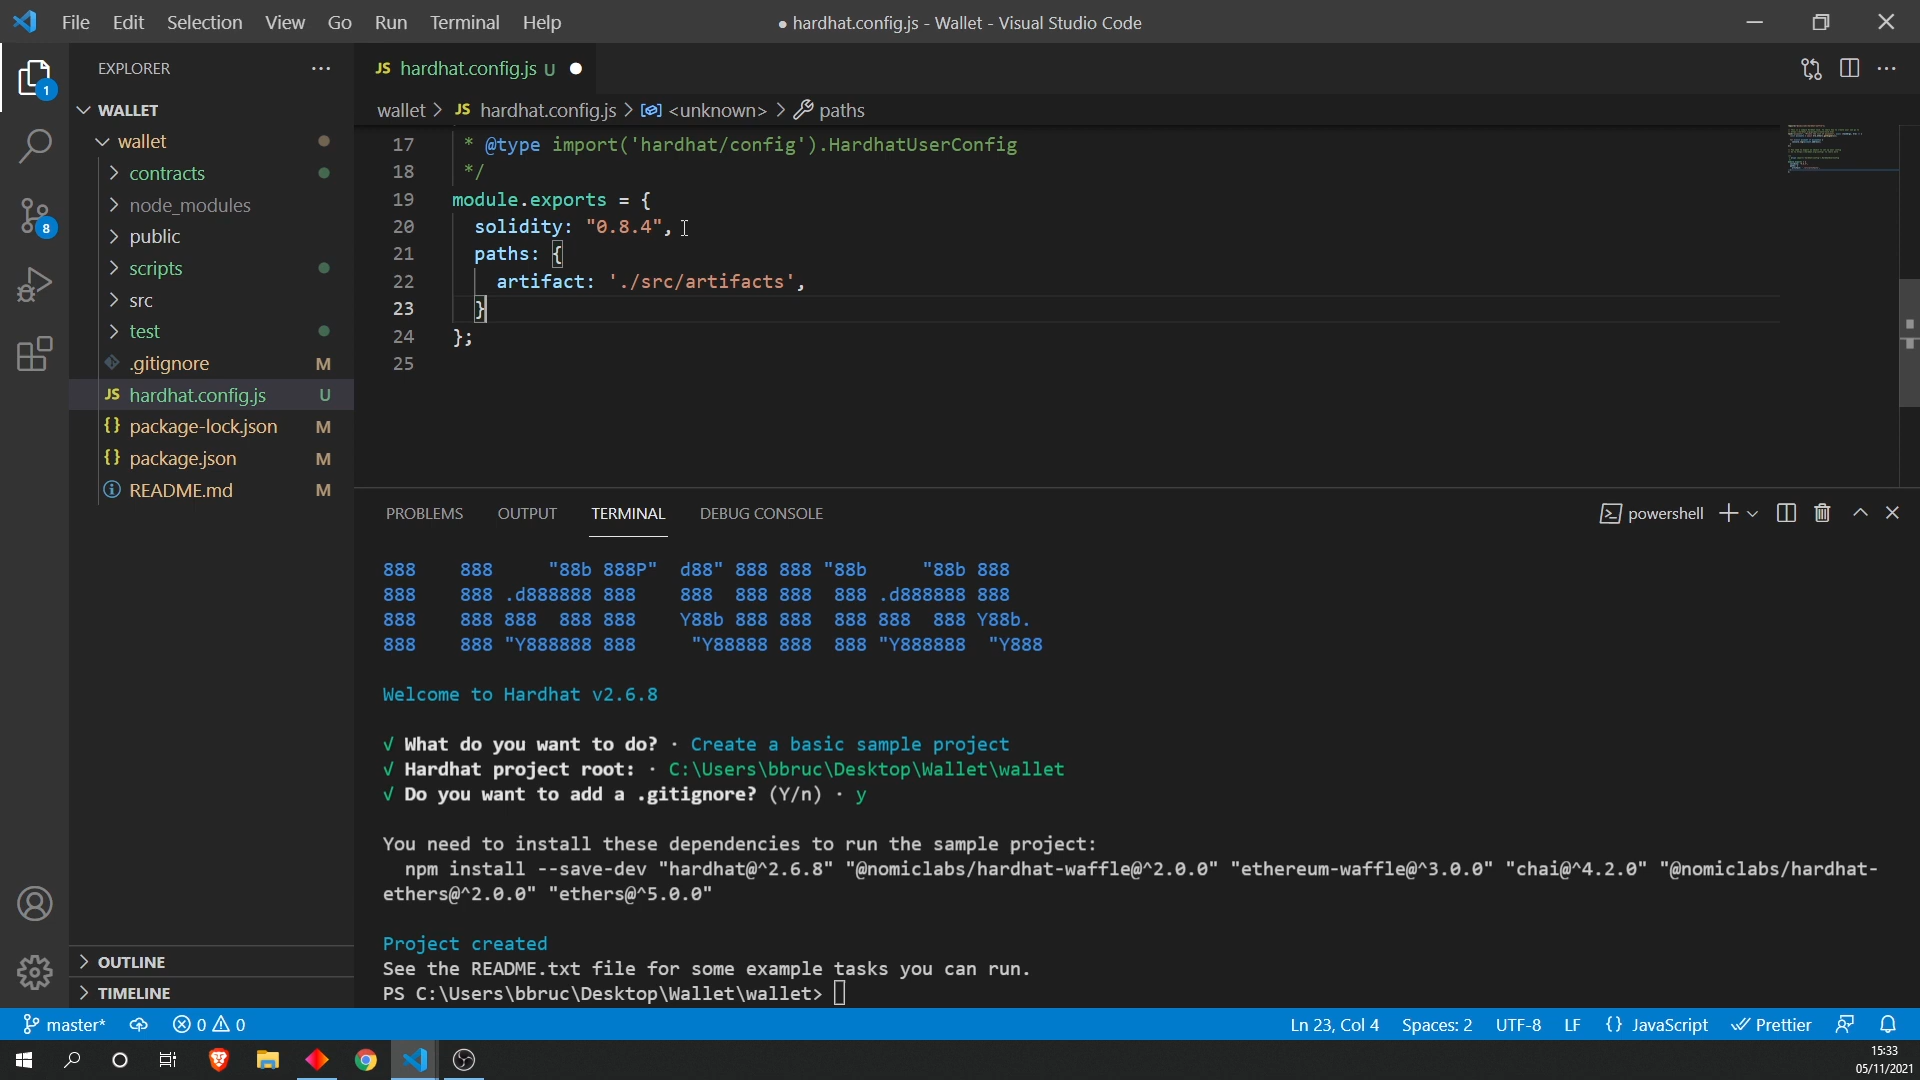 File Edit Selection View Go Run Terminal Help
● hardhat.config.js - Wallet - Visual Studio Code
EXPLORER
JS hardhat.config.js U
1
WALLET
wallet > JS hardhat.config.js > <unknown> > paths
wallet
contracts
node_modules
public
scripts
src
test
.gitignore M
JS hardhat.config.js U
{} package-lock.json M
{} package.json M
README.md M
8
17 * @type import('hardhat/config').HardhatUserConfig
18 */
19 module.exports = {
20 solidity: "0.8.4",
21 paths: {
22 artifact: './src/artifacts',
23 }
24 };
25
PROBLEMS OUTPUT TERMINAL DEBUG CONSOLE
powershell
888    888     "88b 888P"  d88" 888 888 "88b     "88b 888
888    888 .d888888 888    888  888 888  888 .d888888 888
888    888 888  888 888    Y88b 888 888  888 888  888 Y88b.
888    888 "Y888888 888     "Y88888 888  888 "Y888888  "Y888
Welcome to Hardhat v2.6.8
√ What do you want to do? · Create a basic sample project
√ Hardhat project root: · C:\Users\bbruc\Desktop\Wallet\wallet
√ Do you want to add a .gitignore? (Y/n) · y
You need to install these dependencies to run the sample project:
npm install --save-dev "hardhat@^2.6.8" "@nomiclabs/hardhat-waffle@^2.0.0" "ethereum-waffle@^3.0.0" "chai@^4.2.0" "@nomiclabs/hardhat-
ethers@^2.0.0" "ethers@^5.0.0"
Project created
See the README.txt file for some example tasks you can run.
PS C:\Users\bbruc\Desktop\Wallet\wallet>
OUTLINE
TIMELINE
master* 0 0
Ln 23, Col 4 Spaces: 2 UTF-8 LF {} JavaScript Prettier
15:33
05/11/2021